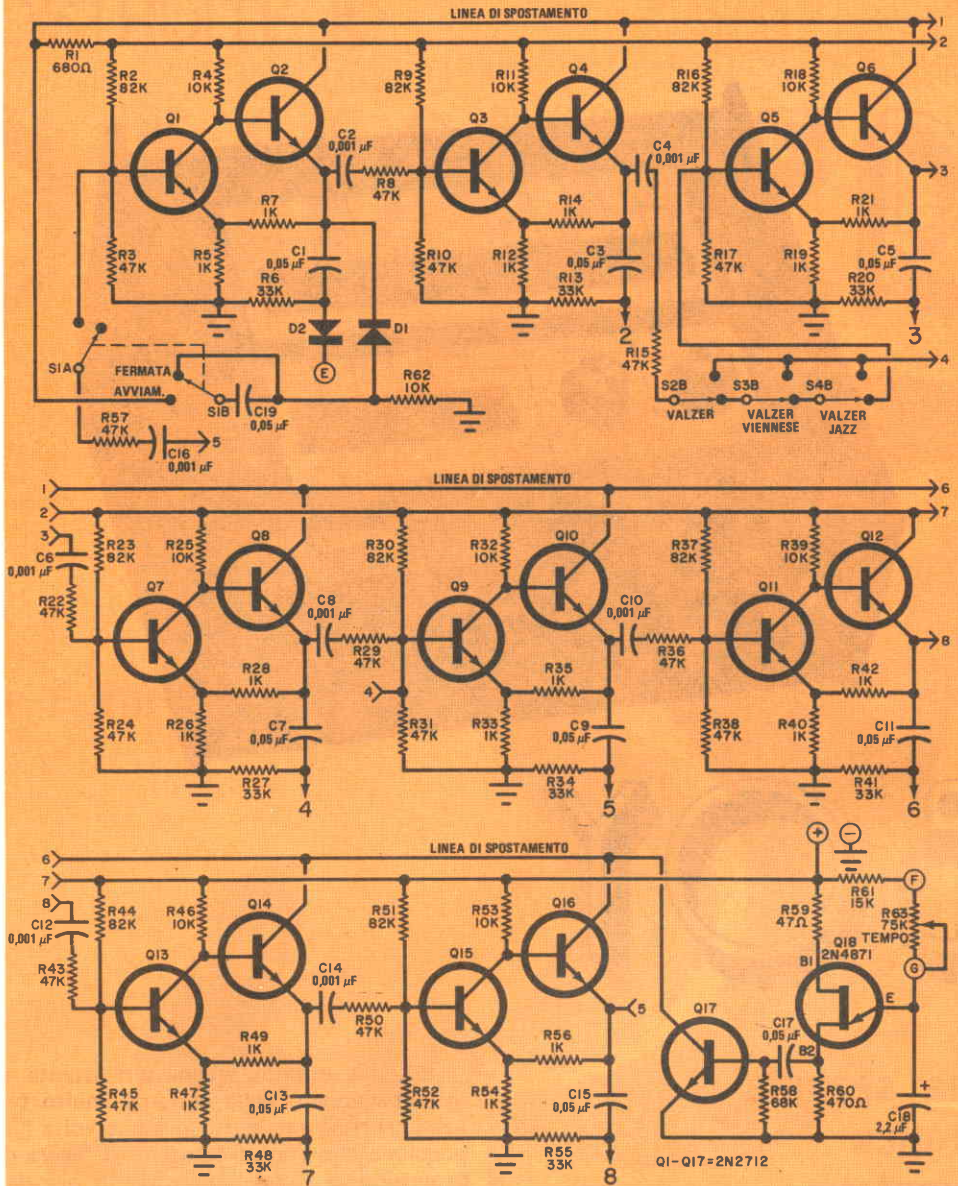 LINEA DI SPOSTAMENTO
1
2
R1
680Ω
R2
82K
R4
10K
Q2
Q1
R9
82K
R11
10K
Q4
Q3
R16
82K
R18
10K
Q6
Q5
C2
0,001 µF
R8
47K
C4
0,001 µF
3
R7
1K
R14
1K
R21
1K
R3
47K
R5
1K
C1
0,05 µF
R6
33K
R10
47K
R12
1K
C3
0,05 µF
R13
33K
R17
47K
R19
1K
C5
0,05 µF
R20
33K
D2
D1
E
2
3
4
S1A
FERMATA
AVVIAM.
S1B
C19
0,05 µF
R62
10K
R15
47K
S2B
VALZER
S3B
VALZER
VIENNESE
S4B
VALZER
JAZZ
R57
47K
C16
0,001 µF
5
LINEA DI SPOSTAMENTO
1
2
3
6
7
C6
0,001 µF
R23
82K
R25
10K
Q8
Q7
R22
47K
R30
82K
R32
10K
Q10
Q9
R37
82K
R39
10K
Q12
Q11
C8
0,001 µF
R29
47K
C10
0,001 µF
R36
47K
8
R28
1K
R35
1K
R42
1K
4
R24
47K
R26
1K
C7
0,05 µF
R27
33K
R31
47K
R33
1K
C9
0,05 µF
R34
33K
R38
47K
R40
1K
C11
0,05 µF
R41
33K
4
5
6
LINEA DI SPOSTAMENTO
6
7
8
+
−
C12
0,001 µF
R44
82K
R46
10K
Q14
Q13
R43
47K
R51
82K
R53
10K
Q16
Q15
R59
47Ω
R61
15K
F
R63
75K
TEMPO
G
B1
Q18
2N4871
E
C14
0,001 µF
R50
47K
5
Q17
C17
0,05 µF
B2
R49
1K
R56
1K
R45
47K
R47
1K
C13
0,05 µF
R48
33K
R52
47K
R54
1K
C15
0,05 µF
R55
33K
R58
68K
R60
470Ω
+
C18
2,2 µF
7
8
Q1-Q17=2N2712